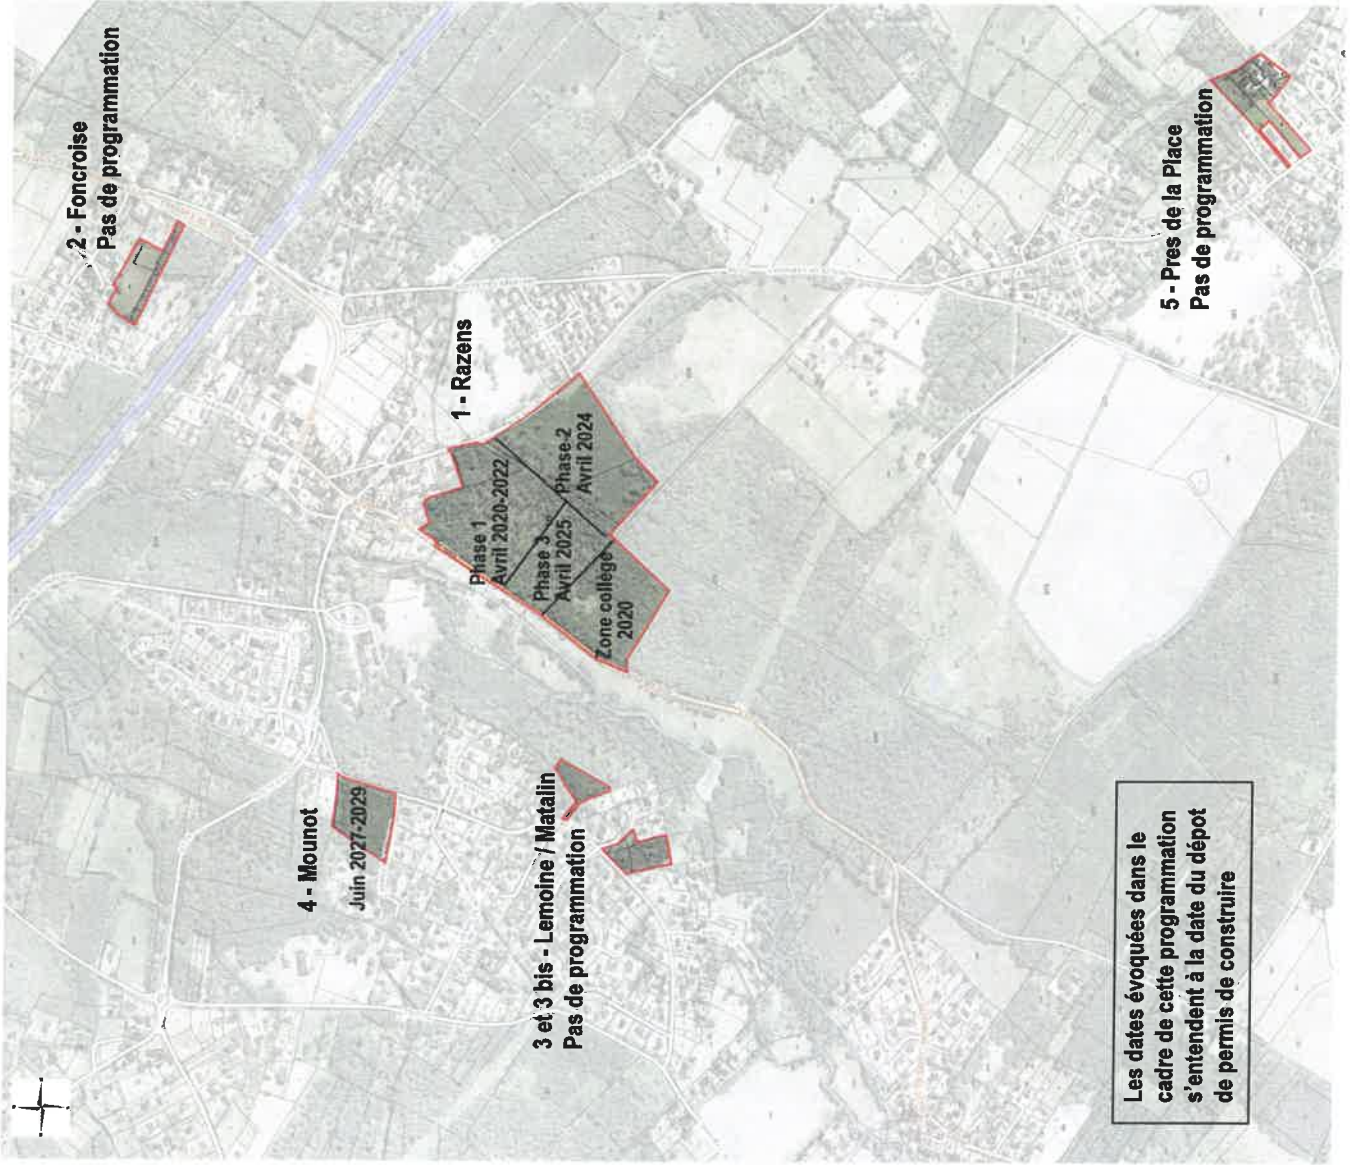 2 - Foncroise
Pas de programmation
1 - Razens
Phase 1
Avril 2020-2022
Phase 2
Avril 2024
Phase 3
Avril 2025
Zone collège
2020
4 - Mounot
Juin 2027-2029
3 et 3 bis - Lemoine / Matalin
Pas de programmation
5 - Pres de la Place
Pas de programmation
Les dates évoquées dans le
cadre de cette programmation
s'entendent à la date du dépot
de permis de construire